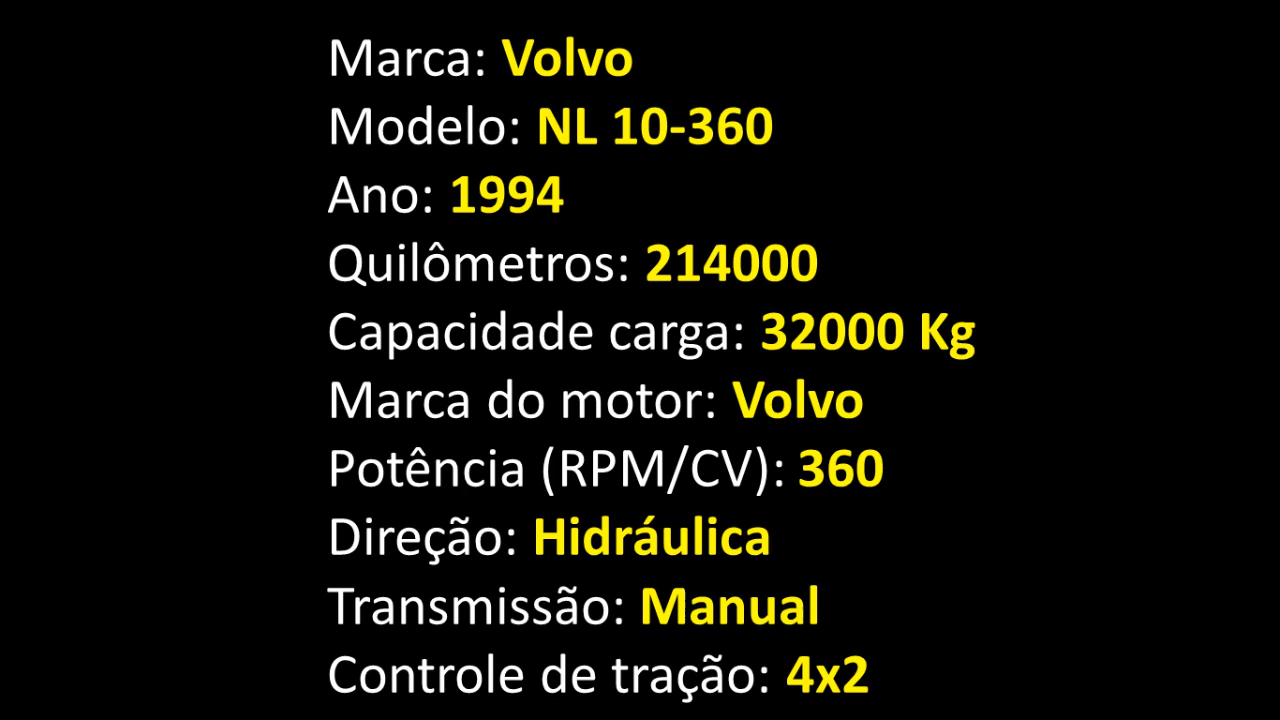 Marca: Volvo
Modelo: NL 10-360
Ano: 1994
Quilômetros: 214000
Capacidade carga: 32000 Kg
Marca do motor: Volvo
Potência (RPM/CV): 360
Direção: Hidráulica
Transmissão: Manual
Controle de tração: 4x2